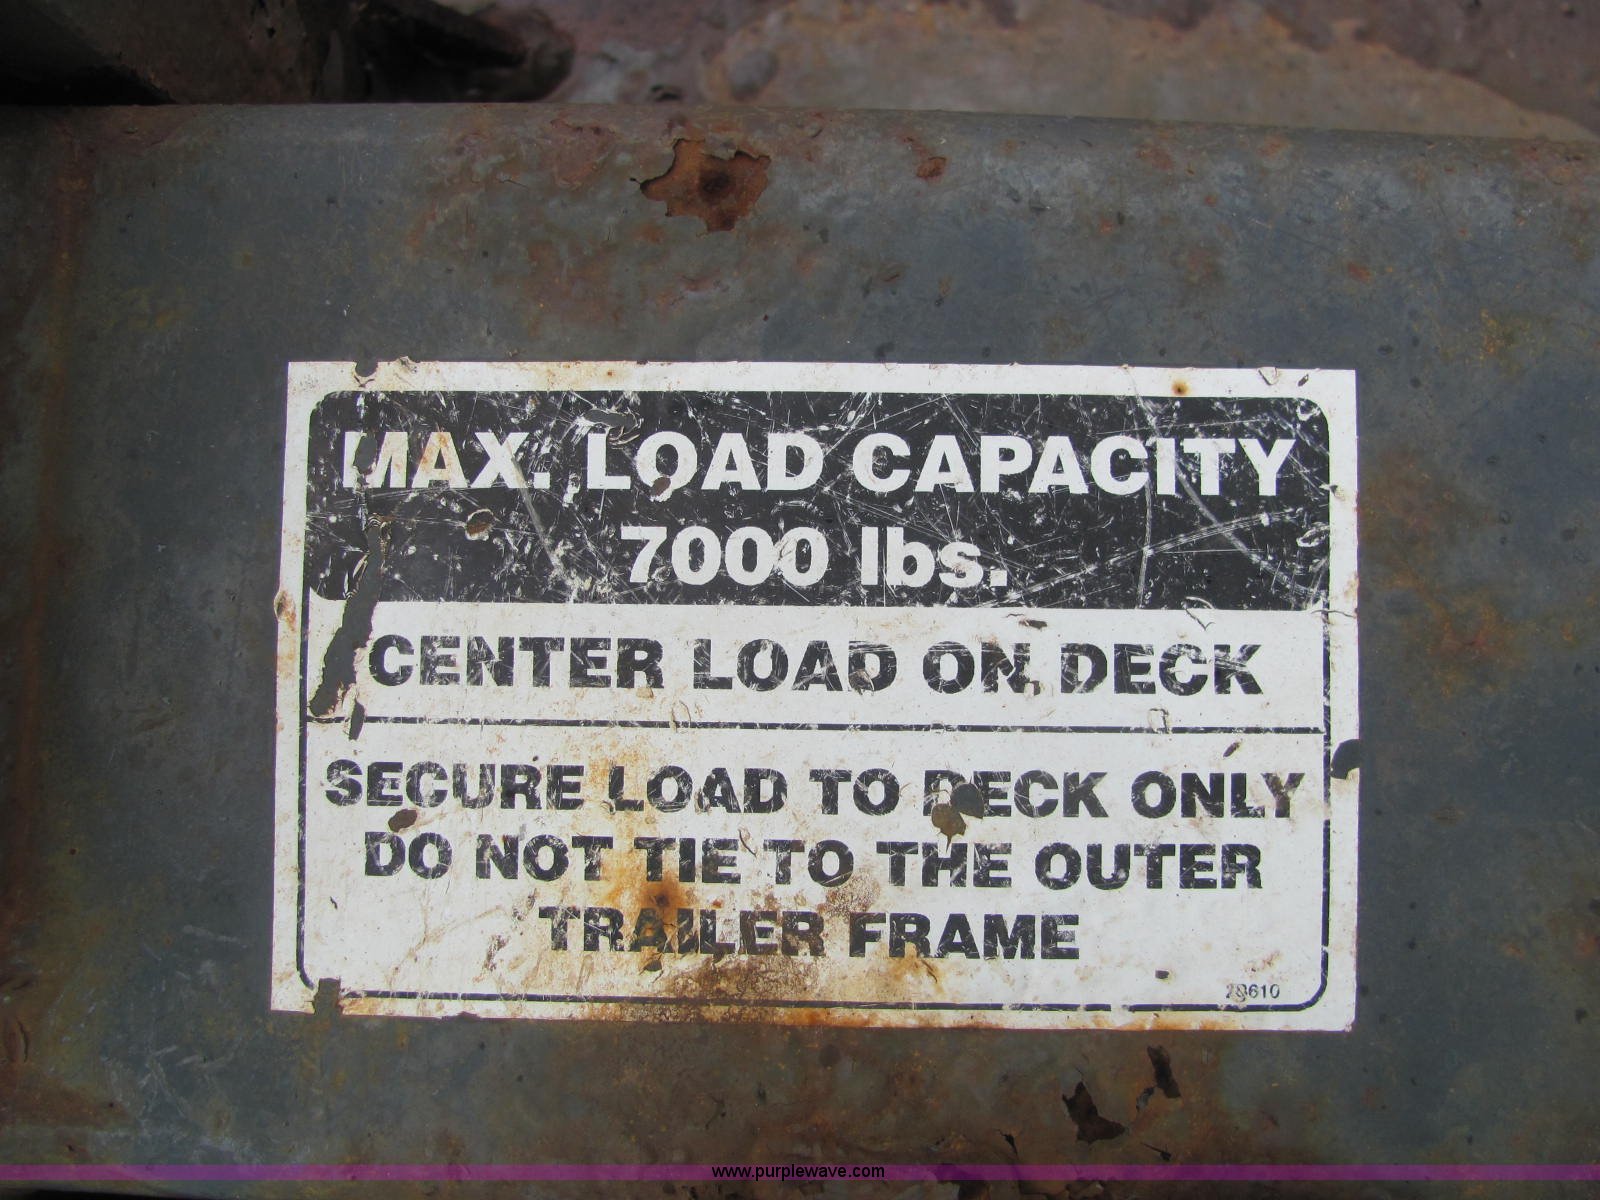 MAX. LOAD CAPACITY
7000 lbs.
CENTER LOAD ON DECK
SECURE LOAD TO DECK ONLY
DO NOT TIE TO THE OUTER
TRAILER FRAME
28610
www.purplewave.com